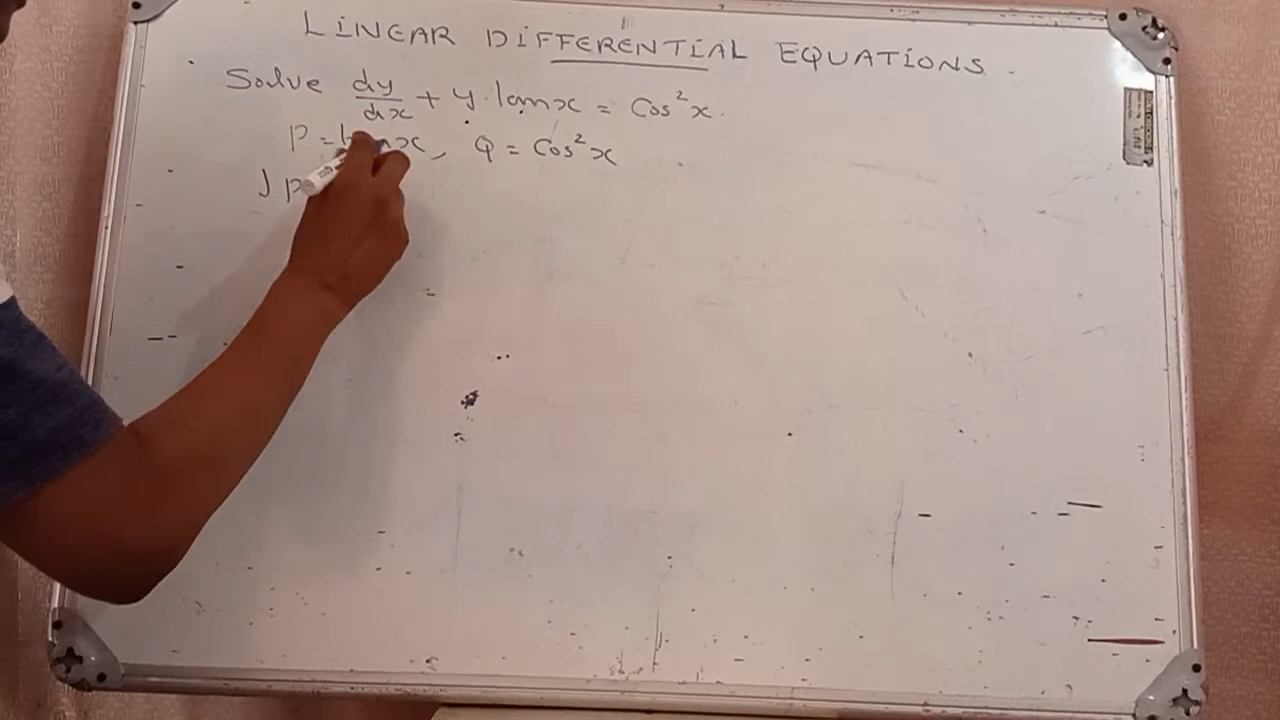 LINEAR DIFFERENTIAL EQUATIONS
Solve dy/dx + y·tanx = Cos²x.
P = tanx, Q = Cos²x
∫ P